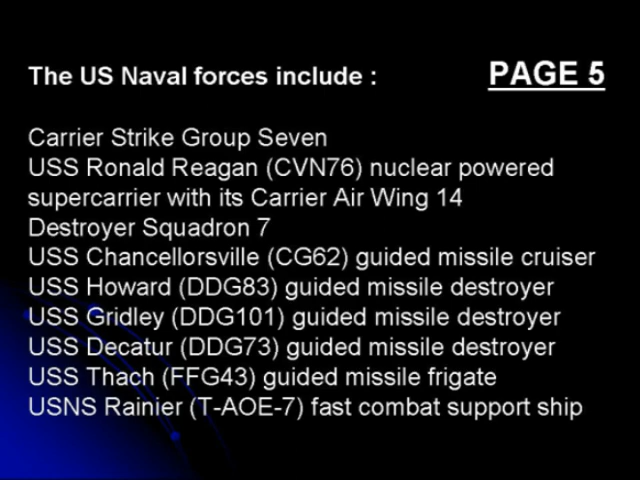 The US Naval forces include : PAGE 5
Carrier Strike Group Seven
USS Ronald Reagan (CVN76) nuclear powered
supercarrier with its Carrier Air Wing 14
Destroyer Squadron 7
USS Chancellorsville (CG62) guided missile cruiser
USS Howard (DDG83) guided missile destroyer
USS Gridley (DDG101) guided missile destroyer
USS Decatur (DDG73) guided missile destroyer
USS Thach (FFG43) guided missile frigate
USNS Rainier (T-AOE-7) fast combat support ship